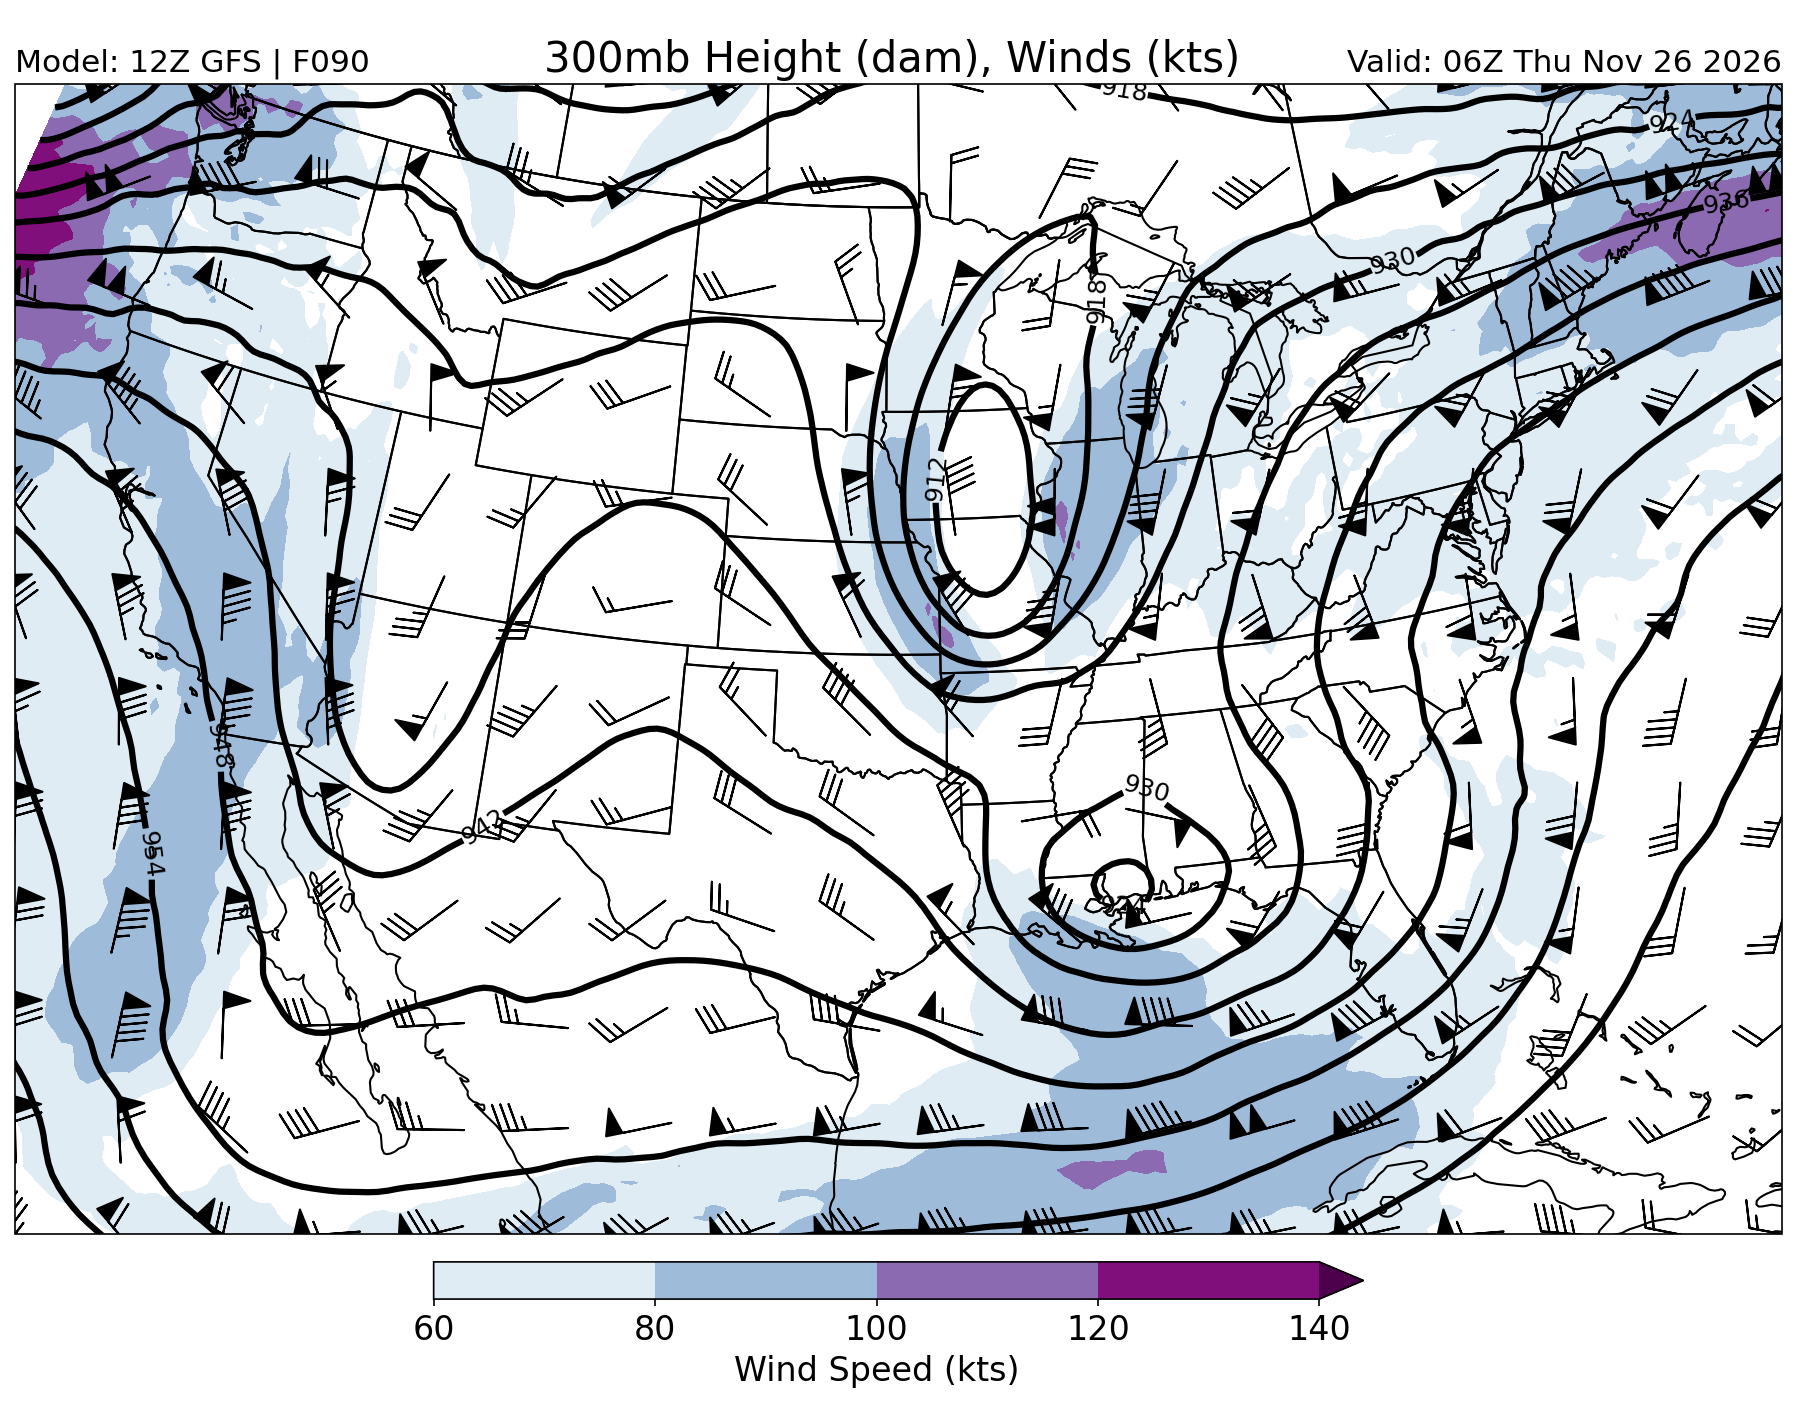 Model: 12Z GFS | F090
300mb Height (dam), Winds (kts)
Valid: 06Z Thu Nov 26 2026
918
924
936
930
918
912
948
942
930
954
60 80 100 120 140
Wind Speed (kts)